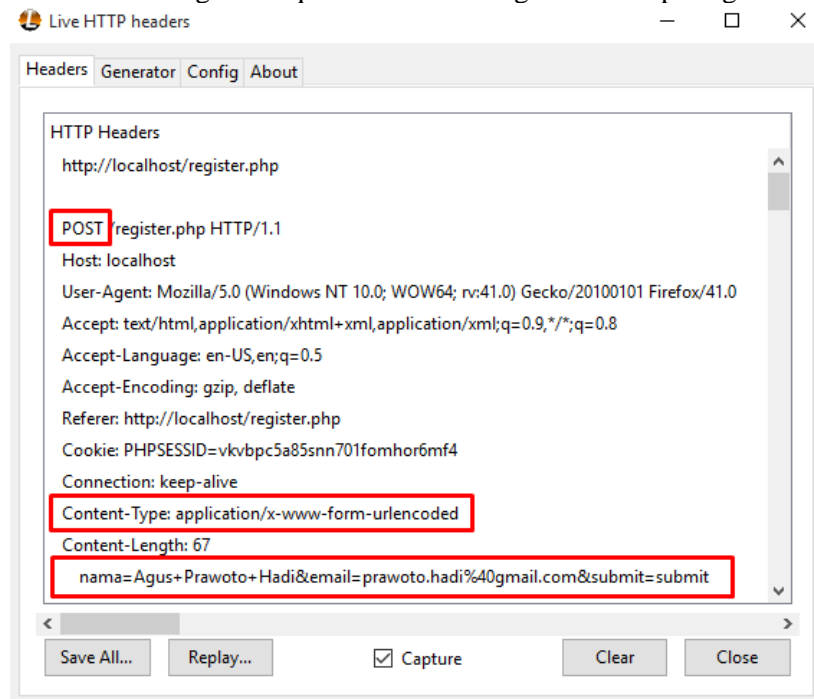 Live HTTP headers
Headers Generator Config About
HTTP Headers
http://localhost/register.php
POST /register.php HTTP/1.1
Host: localhost
User-Agent: Mozilla/5.0 (Windows NT 10.0; WOW64; rv:41.0) Gecko/20100101 Firefox/41.0
Accept: text/html,application/xhtml+xml,application/xml;q=0.9,*/*;q=0.8
Accept-Language: en-US,en;q=0.5
Accept-Encoding: gzip, deflate
Referer: http://localhost/register.php
Cookie: PHPSESSID=vkvbpc5a85snn701fomhor6mf4
Connection: keep-alive
Content-Type: application/x-www-form-urlencoded
Content-Length: 67
nama=Agus+Prawoto+Hadi&email=prawoto.hadi%40gmail.com&submit=submit
Save All... Replay... Capture Clear Close